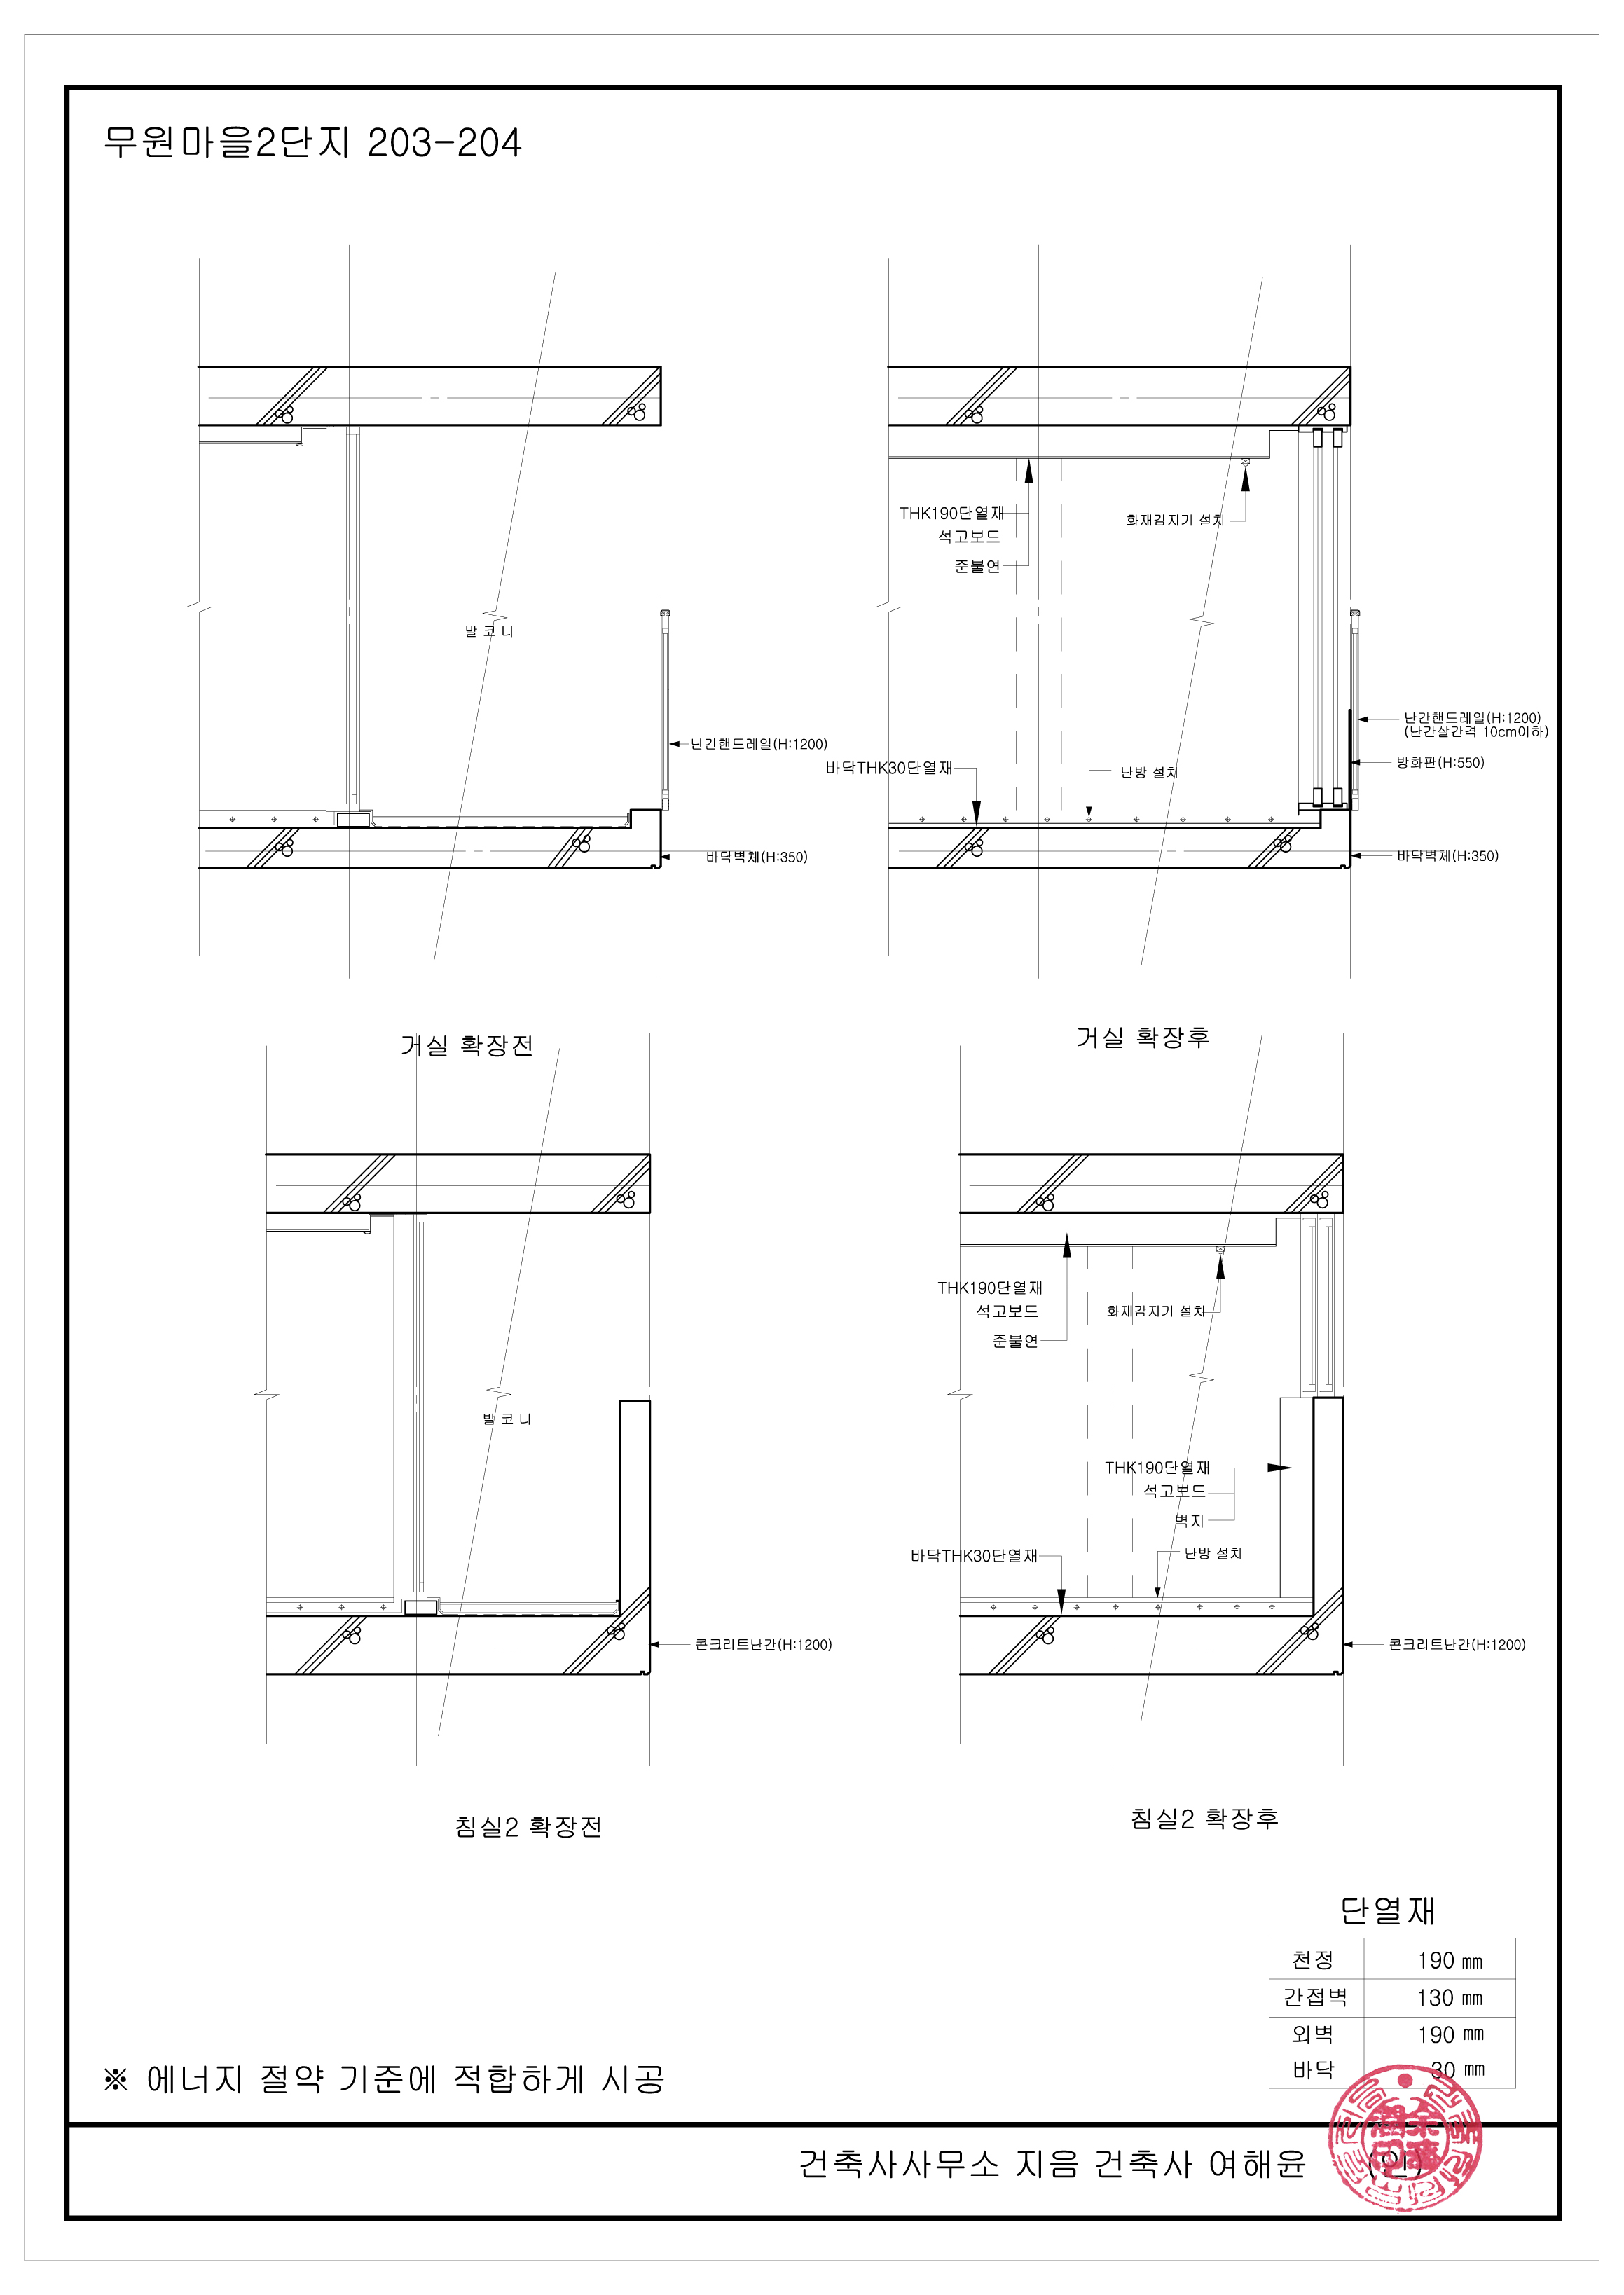 무원마을2단지 203-204
발 코 니
난간핸드레일(H:1200)
바닥벽체(H:350)
거실 확장전
THK190단열재
석고보드
준불연
화재감지기 설치
바닥THK30단열재
난방 설치
난간핸드레일(H:1200)
(난간살간격 10cm이하)
방화판(H:550)
바닥벽체(H:350)
거실 확장후
발 코 니
콘크리트난간(H:1200)
침실2 확장전
THK190단열재
석고보드
준불연
화재감지기 설치
THK190단열재
석고보드
벽지
바닥THK30단열재
난방 설치
콘크리트난간(H:1200)
침실2 확장후
단열재
천정 190 ㎜
간접벽 130 ㎜
외벽 190 ㎜
바닥 30 ㎜
※ 에너지 절약 기준에 적합하게 시공
건축사사무소 지음 건축사 여해윤 (인)